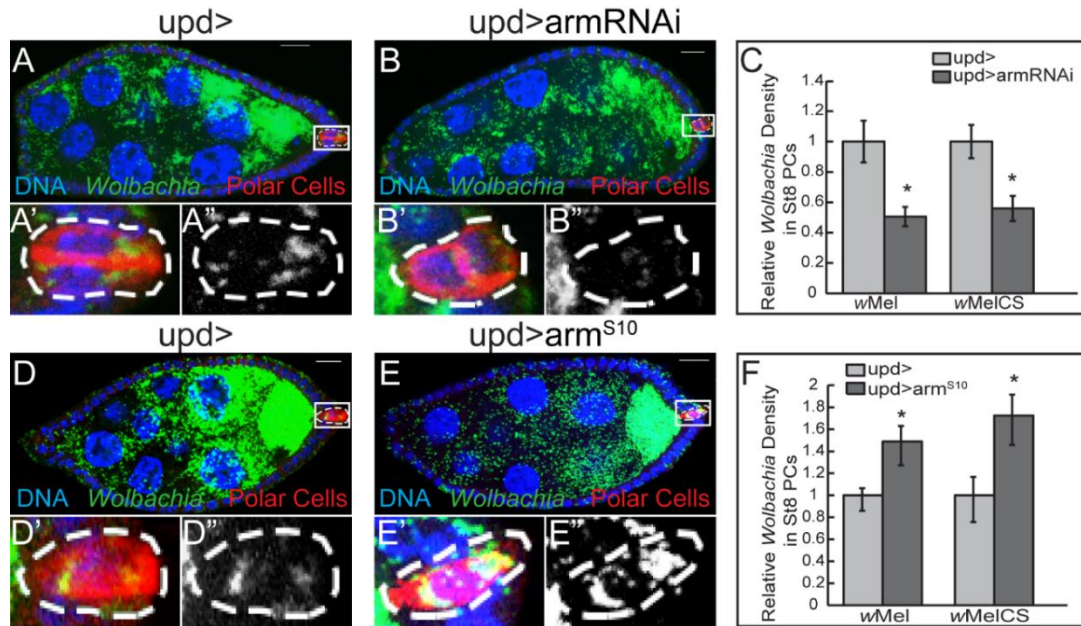 upd>
upd>armRNAi
A
DNA
Wolbachia
Polar Cells
B
DNA
Wolbachia
Polar Cells
A'
A"
B'
B"
C
upd>
upd>armRNAi
Relative Wolbachia Density
in St8 PCs
1.4
1.2
1
0.8
0.6
0.4
0.2
0
*
*
wMel
wMelCS
upd>
upd>armS10
D
DNA
Wolbachia
Polar Cells
E
DNA
Wolbachia
Polar Cells
D'
D"
E'
E"
F
upd>
upd>armS10
Relative Wolbachia Density
in St8 PCs
2
1.8
1.6
1.4
1.2
1
0.8
0.6
0.4
0.2
0
*
*
wMel
wMelCS